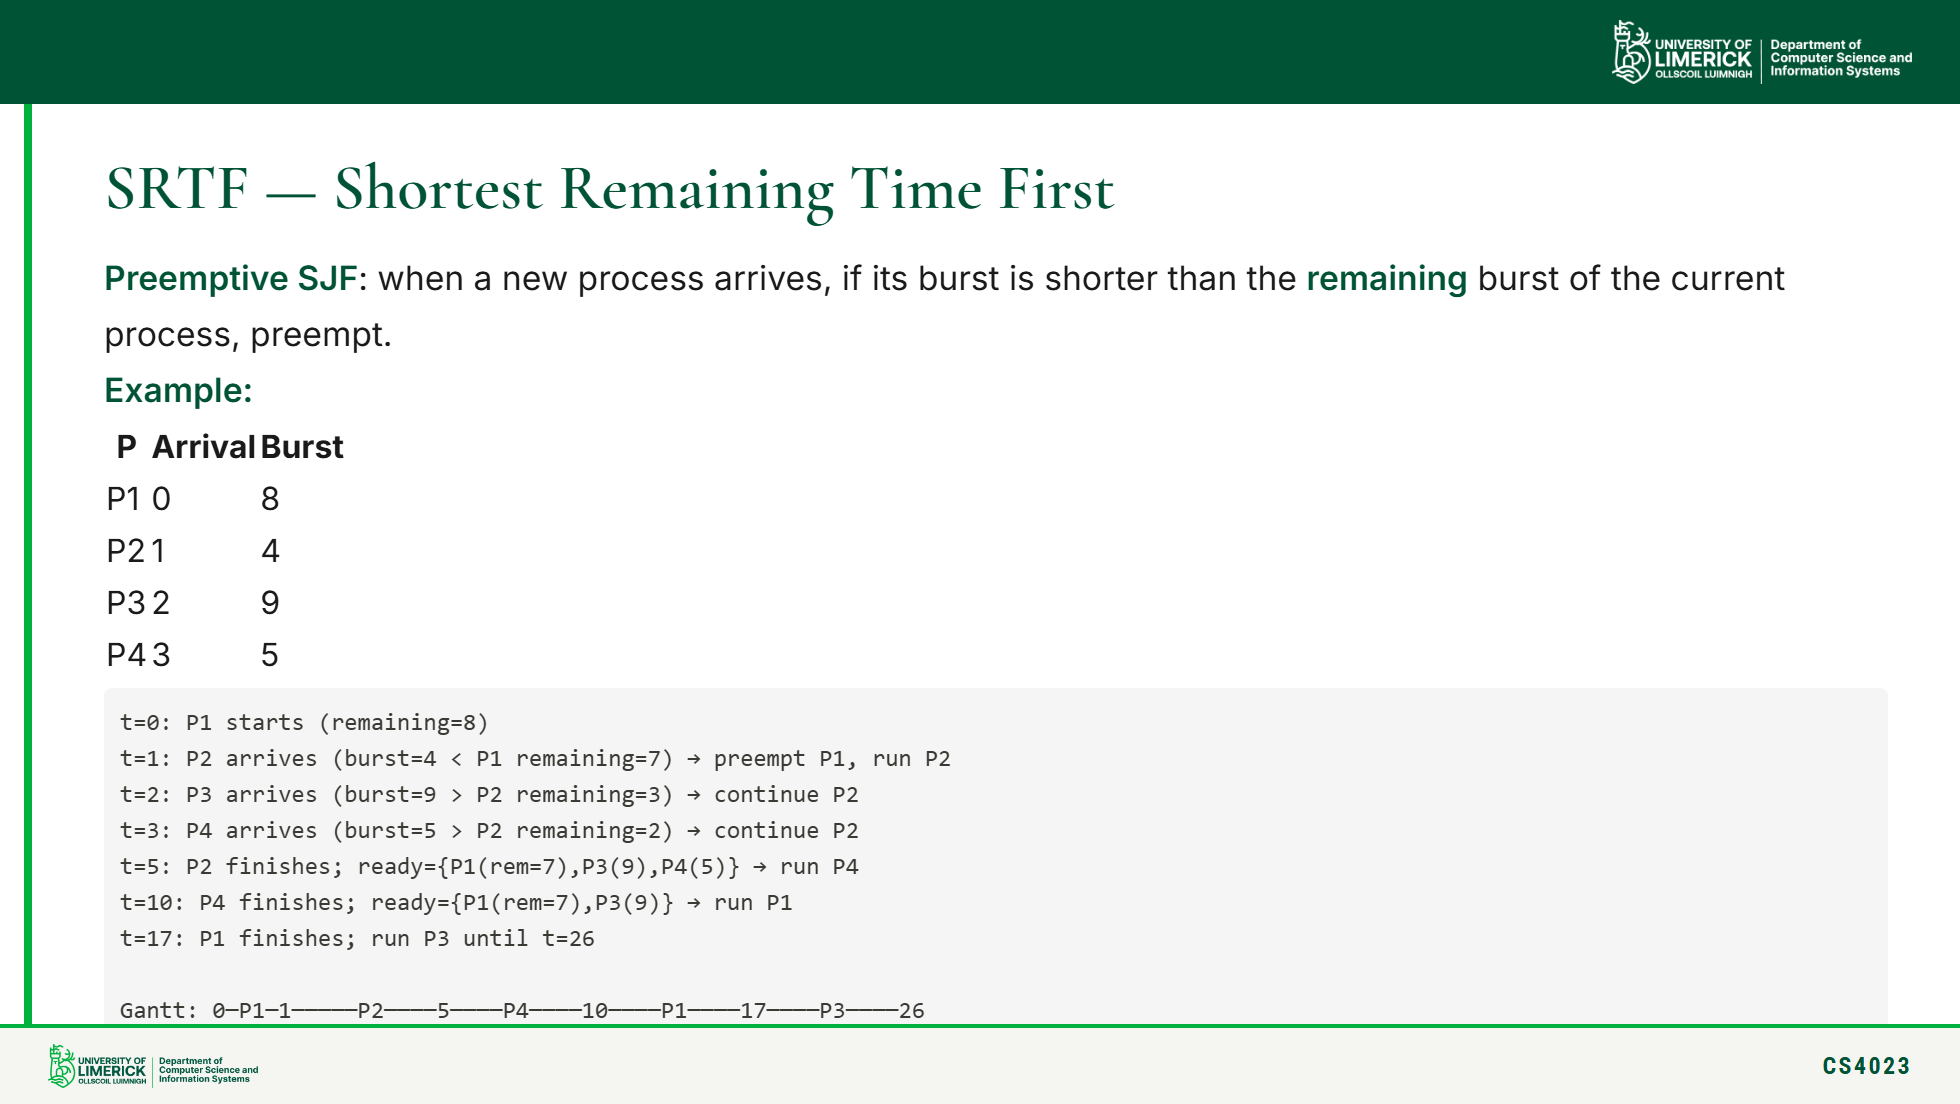 UNIVERSITY OF
LIMERICK
OLLSCOIL LUIMNIGH
Department of
Computer Science and
Information Systems
SRTF — Shortest Remaining Time First
Preemptive SJF: when a new process arrives, if its burst is shorter than the remaining burst of the current
process, preempt.
Example:
P Arrival Burst
P1 0 8
P2 1 4
P3 2 9
P4 3 5
t=0: P1 starts (remaining=8)
t=1: P2 arrives (burst=4 < P1 remaining=7) → preempt P1, run P2
t=2: P3 arrives (burst=9 > P2 remaining=3) → continue P2
t=3: P4 arrives (burst=5 > P2 remaining=2) → continue P2
t=5: P2 finishes; ready={P1(rem=7),P3(9),P4(5)} → run P4
t=10: P4 finishes; ready={P1(rem=7),P3(9)} → run P1
t=17: P1 finishes; run P3 until t=26
Gantt: 0─P1─1─────P2────5────P4────10────P1────17────P3────26
UNIVERSITY OF
LIMERICK
OLLSCOIL LUIMNIGH
Department of
Computer Science and
Information Systems
CS4023